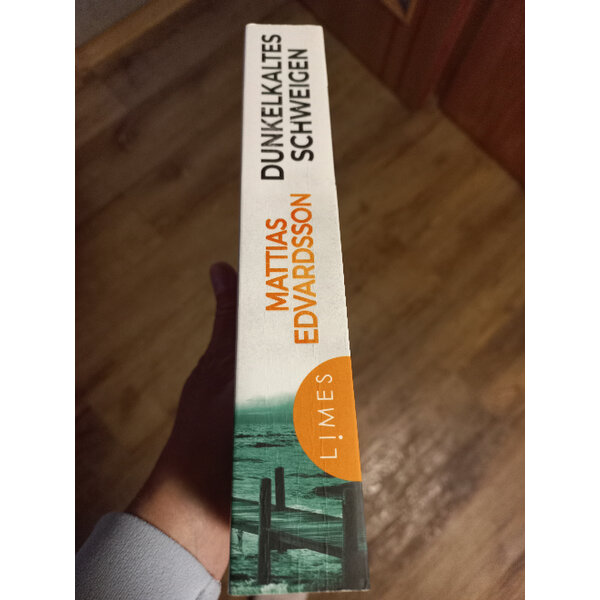 DUNKELKALTES
SCHWEIGEN
MATTIAS
EDVARDSSON
LIMES